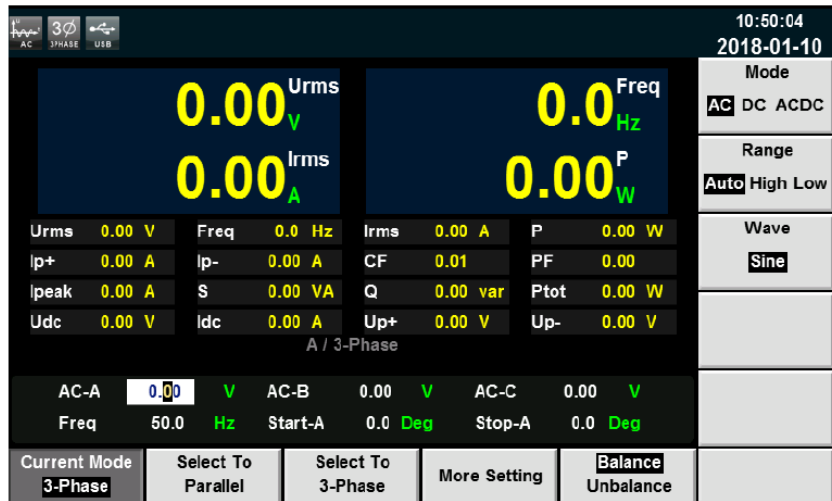 AC 3Ø 3PHASE USB
10:50:04
2018-01-10
0.00 Urms V
0.0 Freq Hz
0.00 Irms A
0.00 P W
Urms 0.00 V Freq 0.0 Hz Irms 0.00 A P 0.00 W
Ip+ 0.00 A Ip- 0.00 A CF 0.01 PF 0.00
Ipeak 0.00 A S 0.00 VA Q 0.00 var Ptot 0.00 W
Udc 0.00 V Idc 0.00 A Up+ 0.00 V Up- 0.00 V
A / 3-Phase
AC-A 0.00 V AC-B 0.00 V AC-C 0.00 V
Freq 50.0 Hz Start-A 0.0 Deg Stop-A 0.0 Deg
Mode
AC DC ACDC
Range
Auto High Low
Wave
Sine
Current Mode
3-Phase
Select To
Parallel
Select To
3-Phase
More Setting
Balance
Unbalance